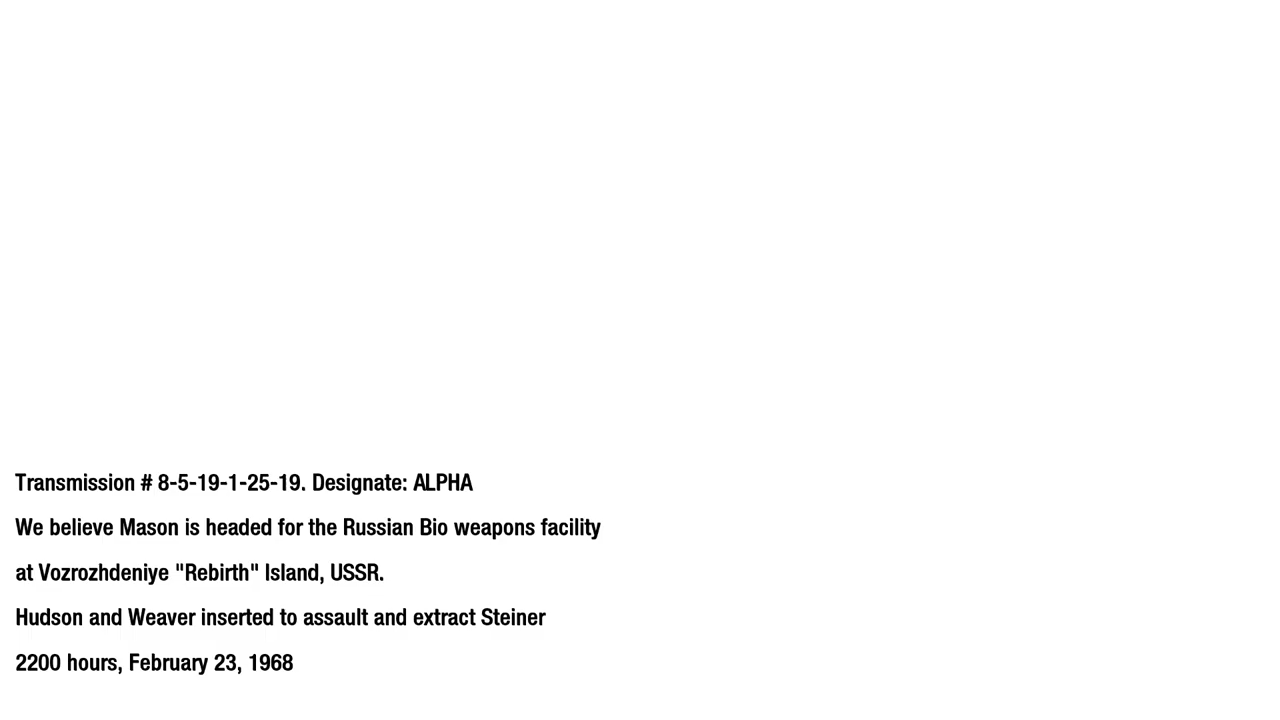 Transmission # 8-5-19-1-25-19. Designate: ALPHA
We believe Mason is headed for the Russian Bio weapons facility
at Vozrozhdeniye "Rebirth" Island, USSR.
Hudson and Weaver inserted to assault and extract Steiner
2200 hours, February 23, 1968